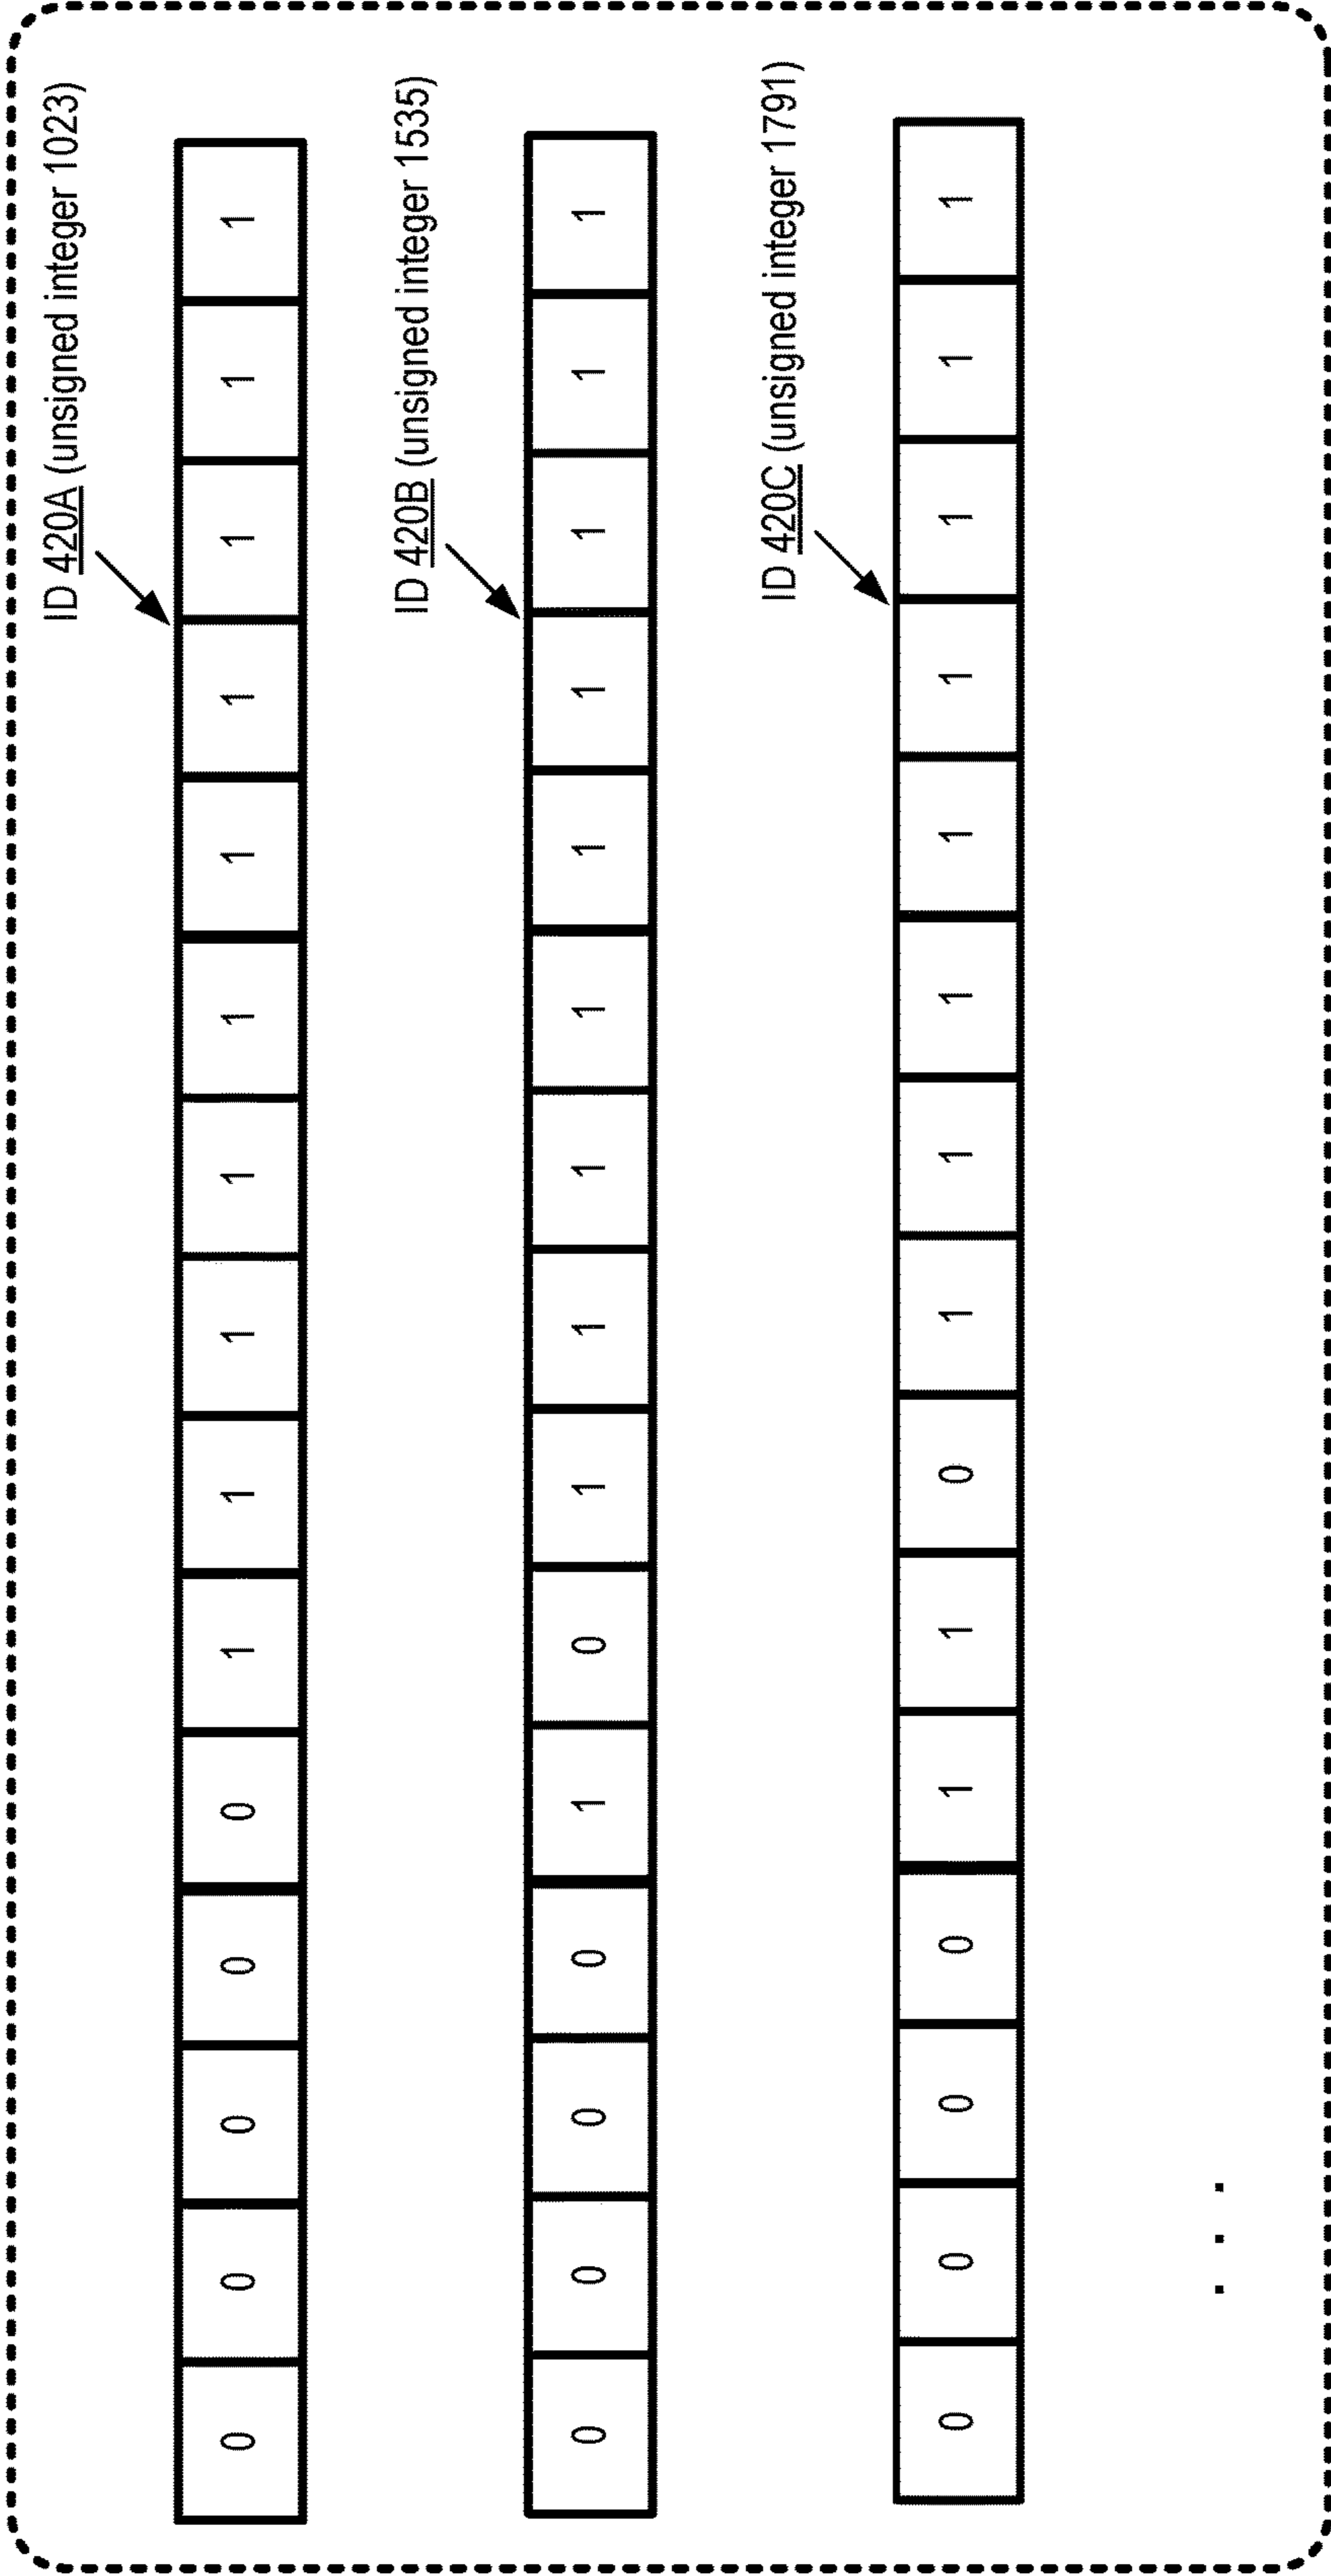 ID 420A (unsigned integer 1023)
0 0 0 0 0 1 1 1 1 1 1 1 1 1 1
ID 420B (unsigned integer 1535)
0 0 0 0 1 0 1 1 1 1 1 1 1 1 1
ID 420C (unsigned integer 1791)
0 0 0 0 1 1 0 1 1 1 1 1 1 1 1
. . .